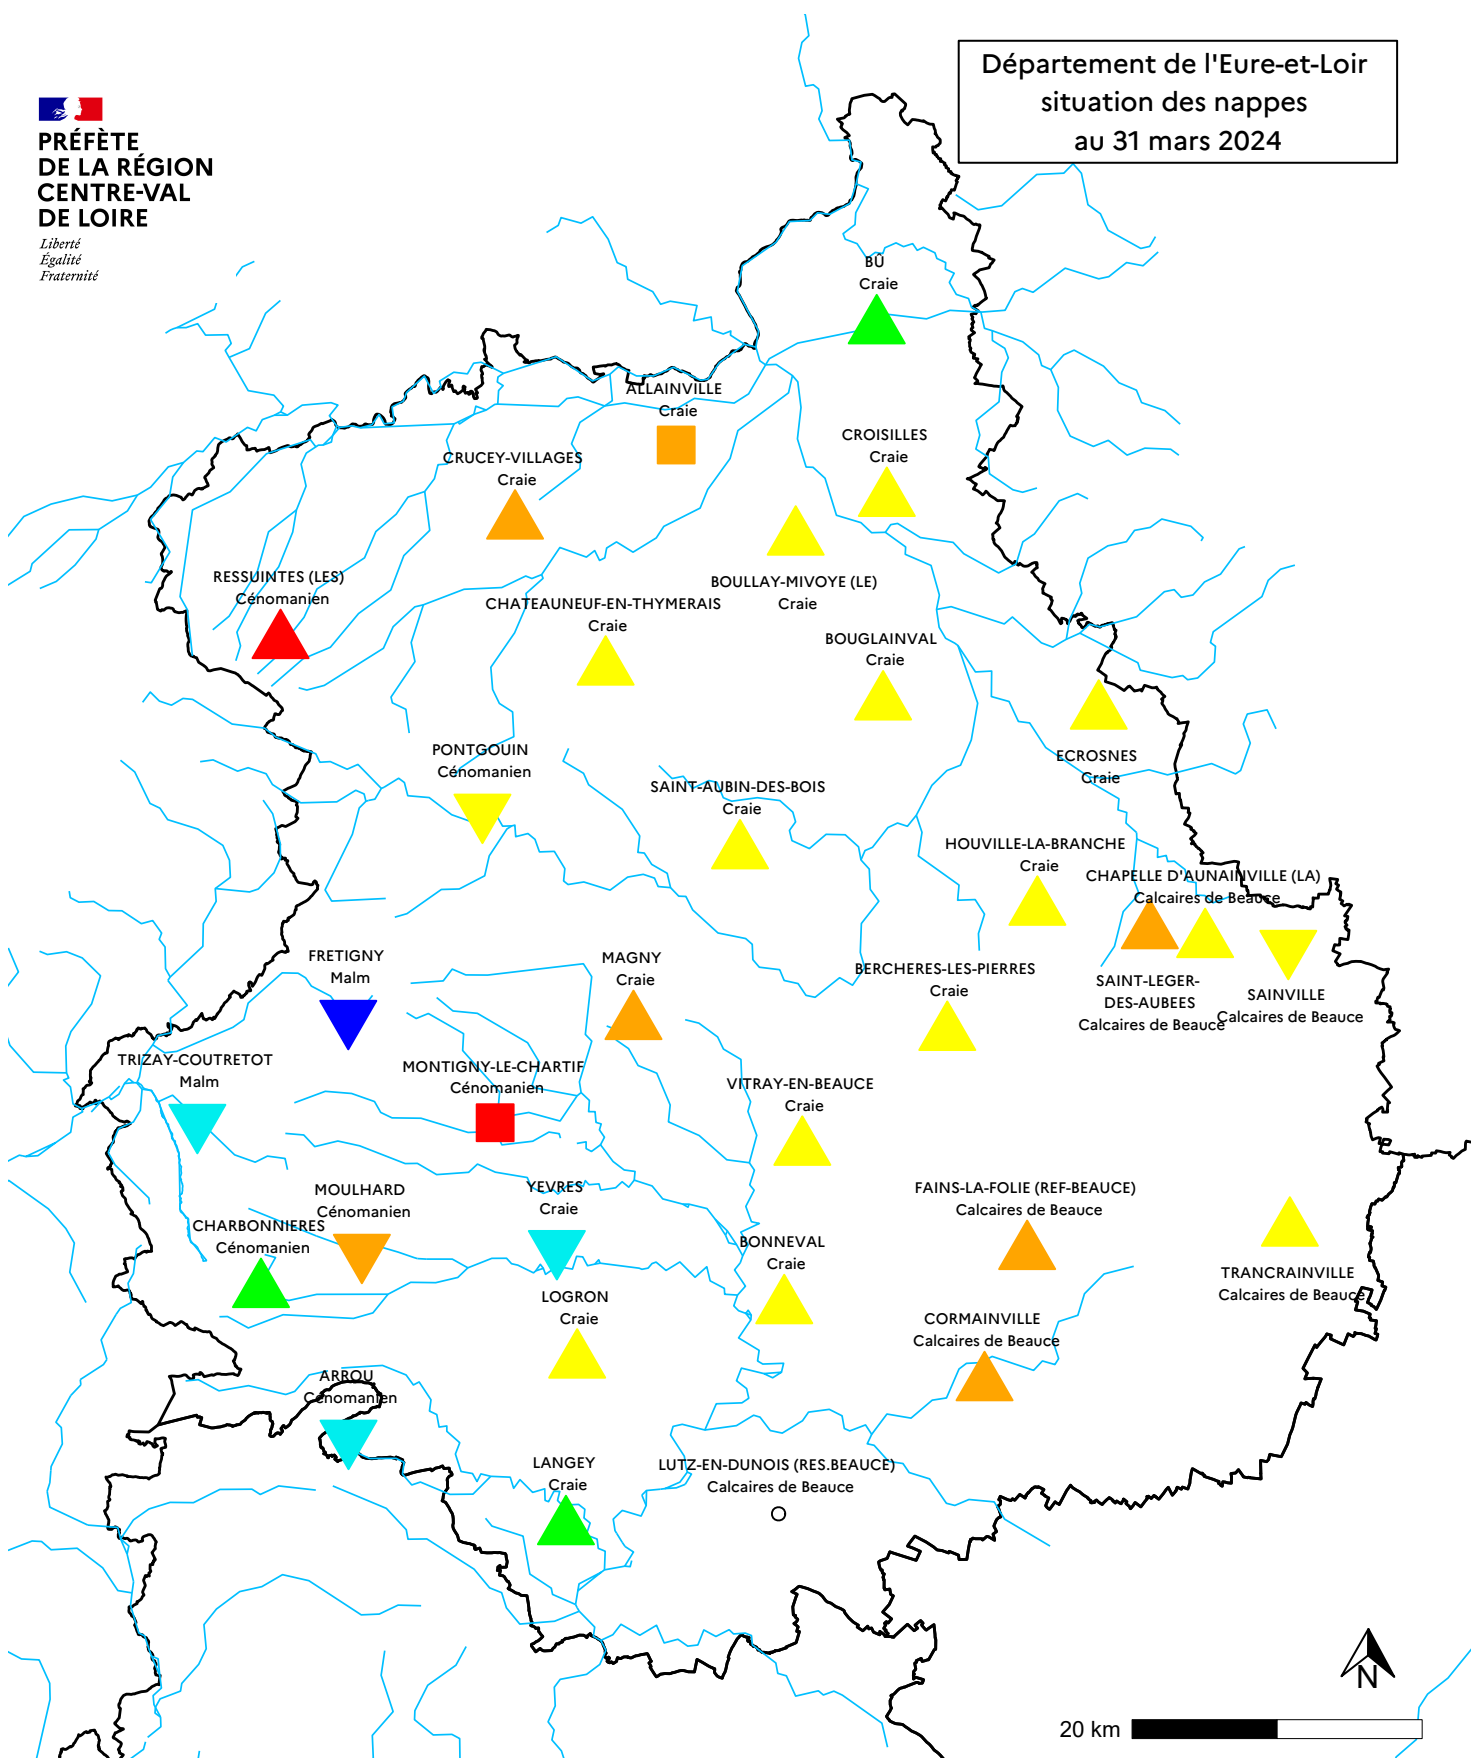 Département de l'Eure-et-Loir
situation des nappes
au 31 mars 2024
PRÉFÈTE
DE LA RÉGION
CENTRE-VAL
DE LOIRE
Liberté
Égalité
Fraternité
BÛ
Craie
ALLAINVILLE
Craie
CROISILLES
Craie
CRUCEY-VILLAGES
Craie
RESSUINTES (LES)
Cénomanien
BOULLAY-MIVOYE (LE)
Craie
CHATEAUNEUF-EN-THYMERAIS
Craie
BOUGLAINVAL
Craie
PONTGOUIN
Cénomanien
ECROSNES
Craie
SAINT-AUBIN-DES-BOIS
Craie
HOUVILLE-LA-BRANCHE
Craie
CHAPELLE D'AUNAINVILLE (LA)
Calcaires de Beauce
FRETIGNY
Malm
MAGNY
Craie
BERCHERES-LES-PIERRES
Craie
SAINT-LEGER-
DES-AUBEES
Calcaires de Beauce
SAINVILLE
Calcaires de Beauce
TRIZAY-COUTRETOT
Malm
MONTIGNY-LE-CHARTIF
Cénomanien
VITRAY-EN-BEAUCE
Craie
MOULHARD
Cénomanien
YEVRES
Craie
FAINS-LA-FOLIE (REF-BEAUCE)
Calcaires de Beauce
CHARBONNIERES
Cénomanien
BONNEVAL
Craie
TRANCRAINVILLE
Calcaires de Beauce
LOGRON
Craie
CORMAINVILLE
Calcaires de Beauce
ARROU
Cénomanien
LANGEY
Craie
LUTZ-EN-DUNOIS (RES.BEAUCE)
Calcaires de Beauce
N
20 km